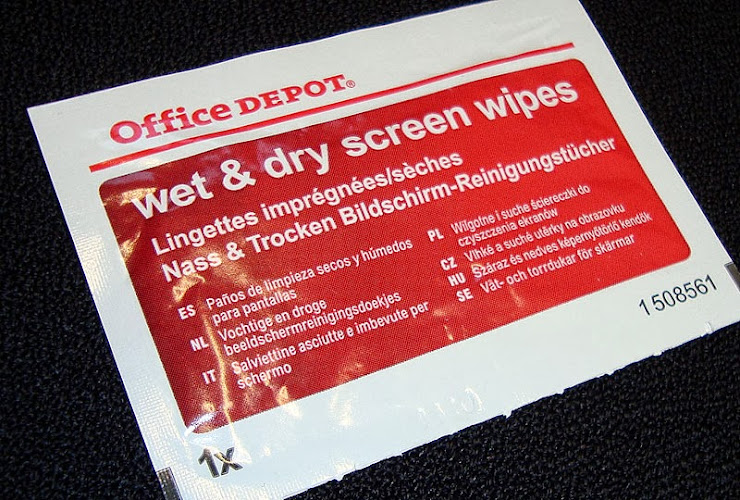 Office DEPOT®
wet & dry screen wipes
Lingettes imprégnées/sèches
Nass & Trocken Bildschirm-Reinigungstücher
ES Paños de limpieza secos y húmedos
para pantallas
NL Vochtige en droge
beeldschermreinigingsdoekjes
IT Salviettine asciutte e imbevute per
schermo
PL Wilgotne i suche ściereczki do
czyszczenia ekranów
CZ Vlhké a suché utěrky na obrazovku
HU Száraz és nedves képernyőtörlő kendők
SE Våt- och torrdukar för skärmar
1508561
1x